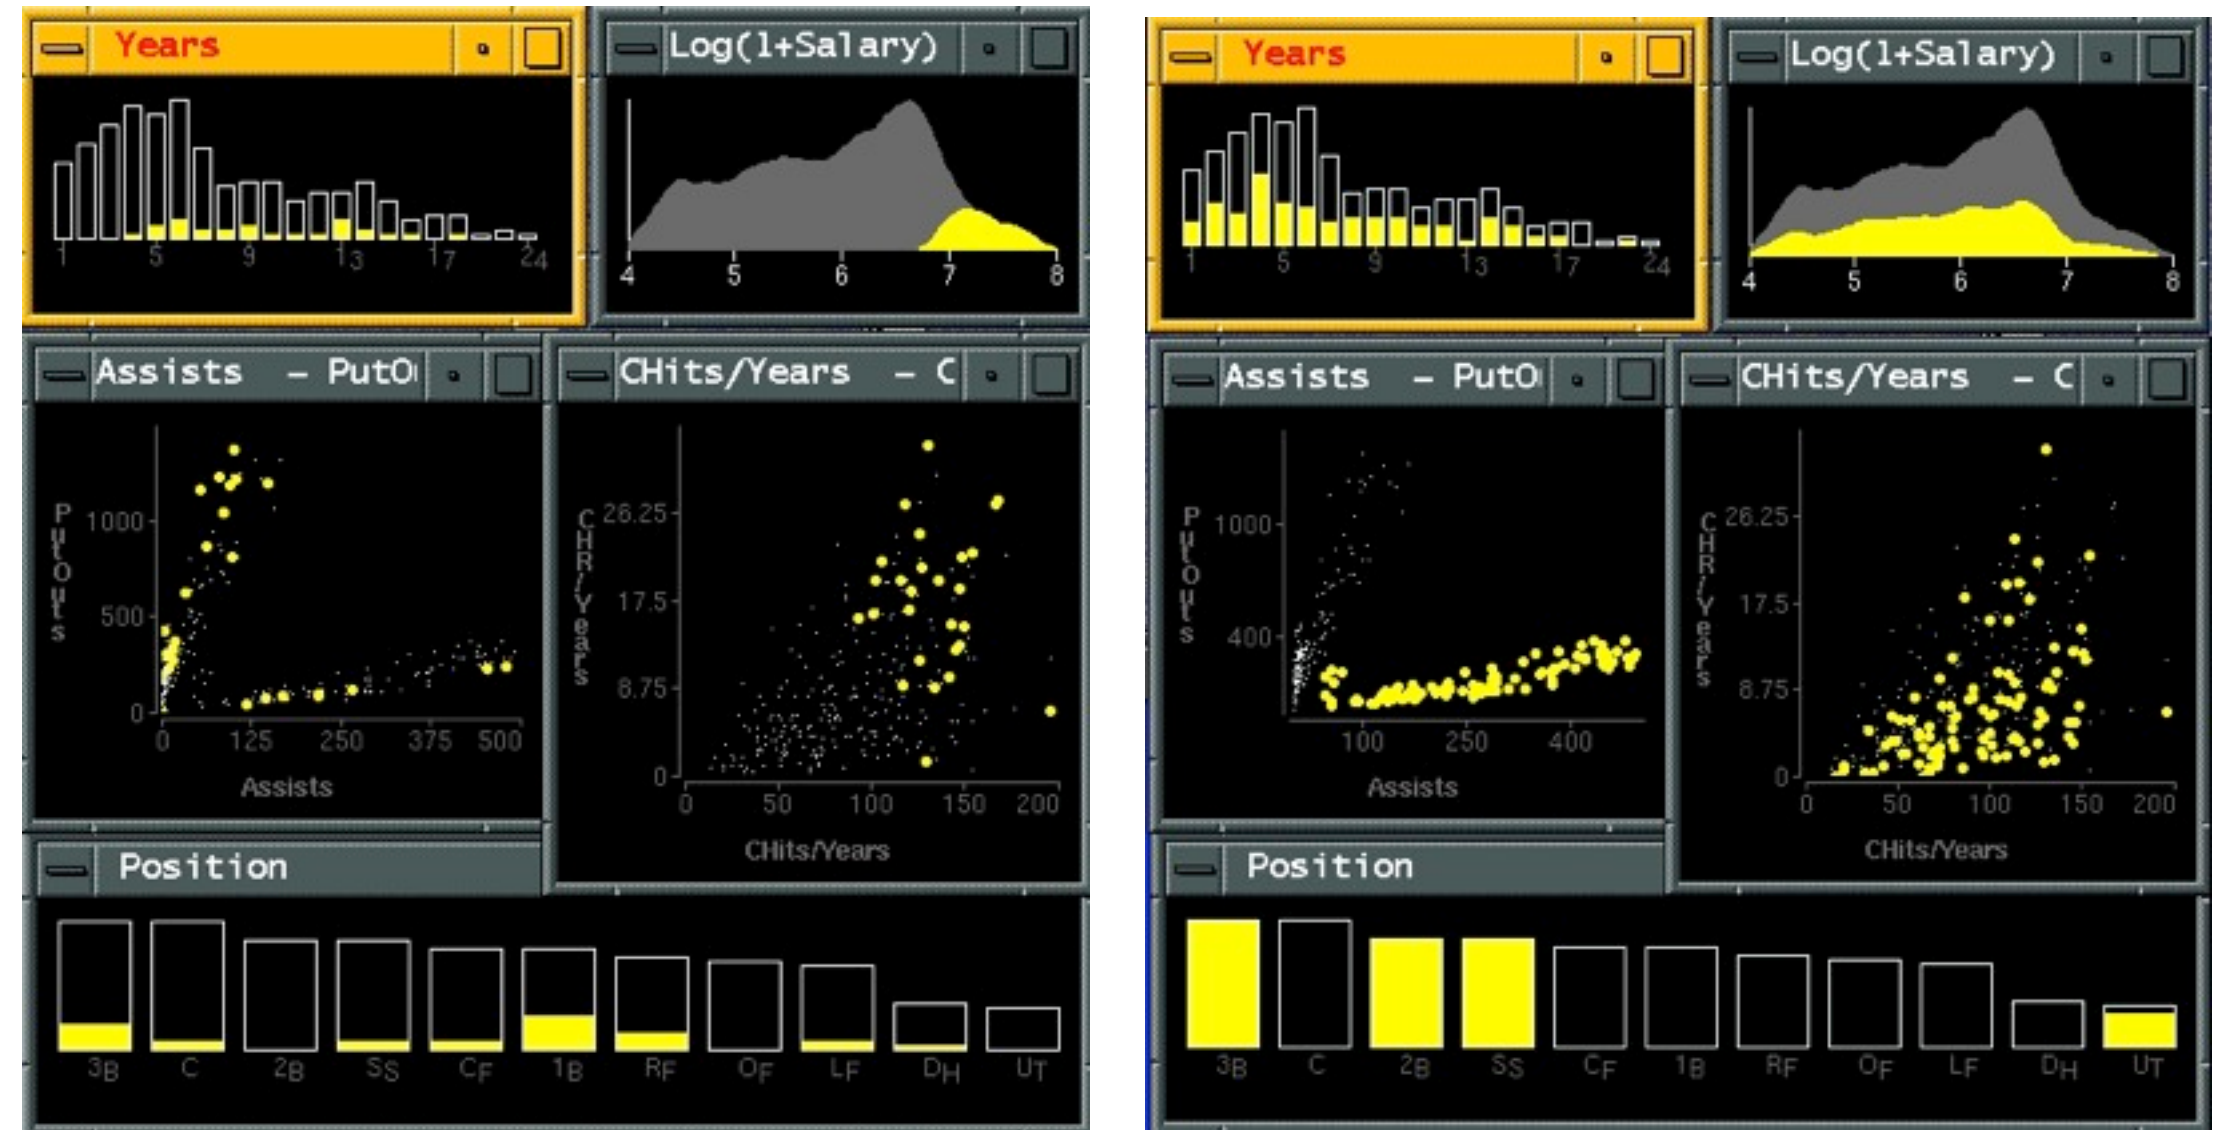 Years
Log(1+Salary)
1 5 9 13 17 24
4 5 6 7 8
Assists - PutO
CHits/Years - C
PutOuts
1000
500
0
0 125 250 375 500
Assists
CHR/Years
26.25
17.5
8.75
0
0 50 100 150 200
CHits/Years
Position
3B C 2B SS CF 1B RF OF LF DH UT
Years
Log(1+Salary)
1 5 9 13 17 24
4 5 6 7 8
Assists - PutO
CHits/Years - C
PutOuts
1000
400
100 250 400
Assists
CHR/Years
26.25
17.5
8.75
0
0 50 100 150 200
CHits/Years
Position
3B C 2B SS CF 1B RF OF LF DH UT